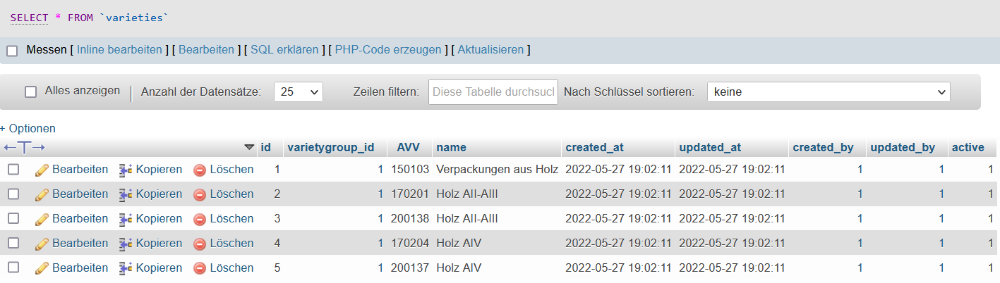 SELECT * FROM `varieties`
Messen [ Inline bearbeiten ] [ Bearbeiten ] [ SQL erklären ] [ PHP-Code erzeugen ] [ Aktualisieren ]
Alles anzeigen Anzahl der Datensätze: 25 Zeilen filtern: Diese Tabelle durchsucl Nach Schlüssel sortieren: keine
+ Optionen
←T→ id varietygroup_id AVV name created_at updated_at created_by updated_by active
Bearbeiten Kopieren Löschen 1 1 150103 Verpackungen aus Holz 2022-05-27 19:02:11 2022-05-27 19:02:11 1 1 1
Bearbeiten Kopieren Löschen 2 1 170201 Holz AII-AIII 2022-05-27 19:02:11 2022-05-27 19:02:11 1 1 1
Bearbeiten Kopieren Löschen 3 1 200138 Holz AII-AIII 2022-05-27 19:02:11 2022-05-27 19:02:11 1 1 1
Bearbeiten Kopieren Löschen 4 1 170204 Holz AIV 2022-05-27 19:02:11 2022-05-27 19:02:11 1 1 1
Bearbeiten Kopieren Löschen 5 1 200137 Holz AIV 2022-05-27 19:02:11 2022-05-27 19:02:11 1 1 1